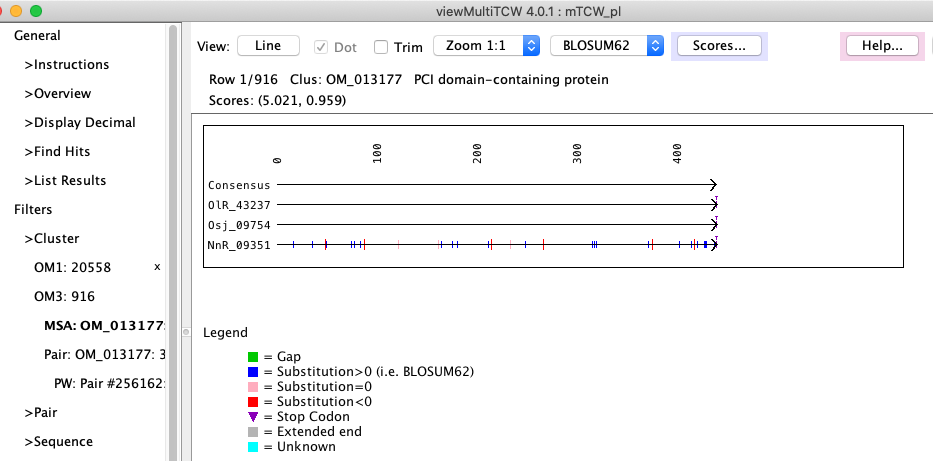 viewMultiTCW 4.0.1 : mTCW_pl
General
>Instructions
>Overview
>Display Decimal
>Find Hits
>List Results
Filters
>Cluster
OM1: 20558 x
OM3: 916
MSA: OM_013177:
Pair: OM_013177: 3
PW: Pair #256162:
>Pair
>Sequence
View: Line Dot Trim Zoom 1:1 BLOSUM62 Scores... Help...
Row 1/916 Clus: OM_013177 PCI domain-containing protein
Scores: (5.021, 0.959)
0 100 200 300 400
Consensus
OlR_43237
Osj_09754
NnR_09351
Legend
= Gap
= Substitution>0 (i.e. BLOSUM62)
= Substitution=0
= Substitution<0
= Stop Codon
= Extended end
= Unknown